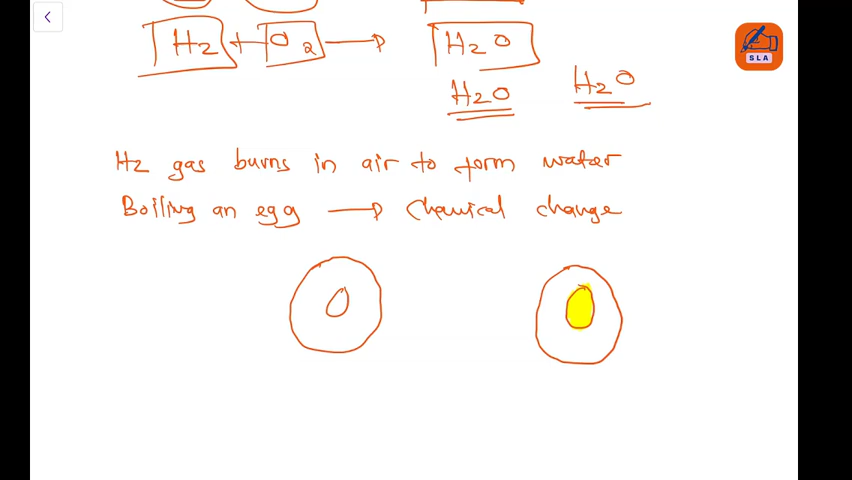 H2 + O2 → H2O
H2O H2O
SLA
H2 gas burns in air to form water
Boiling an egg → Chemical change